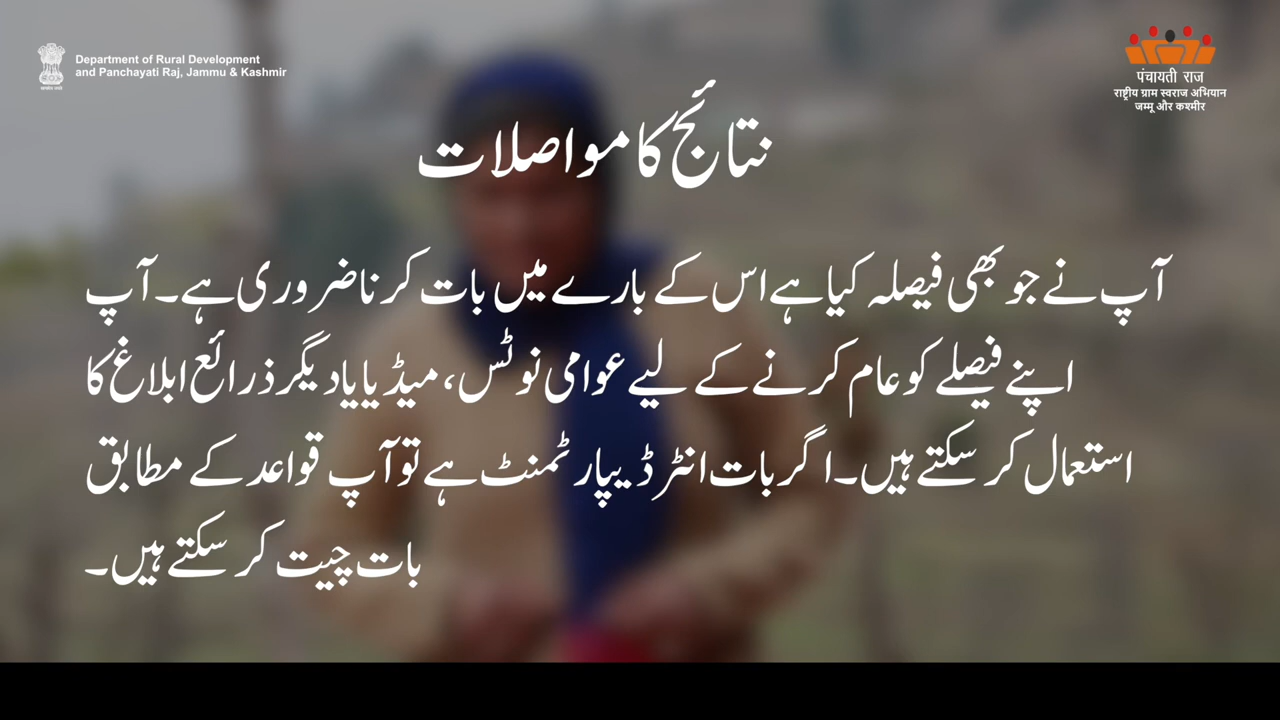 Department of Rural Development
and Panchayati Raj, Jammu & Kashmir
पंचायती राज
राष्ट्रीय ग्राम स्वराज अभियान
जम्मू और कश्मीर
نتائج کا مواصلات
آپ نے جو بھی فیصلہ کیا ہے اس کے بارے میں بات کرنا ضروری ہے۔ آپ
اپنے فیصلے کو عام کرنے کے لیے عوامی نوٹس، میڈیا یا دیگر ذرائع ابلاغ کا
استعمال کر سکتے ہیں۔ اگر بات انٹر ڈیپارٹمنٹ ہے تو آپ قواعد کے مطابق
بات چیت کر سکتے ہیں۔